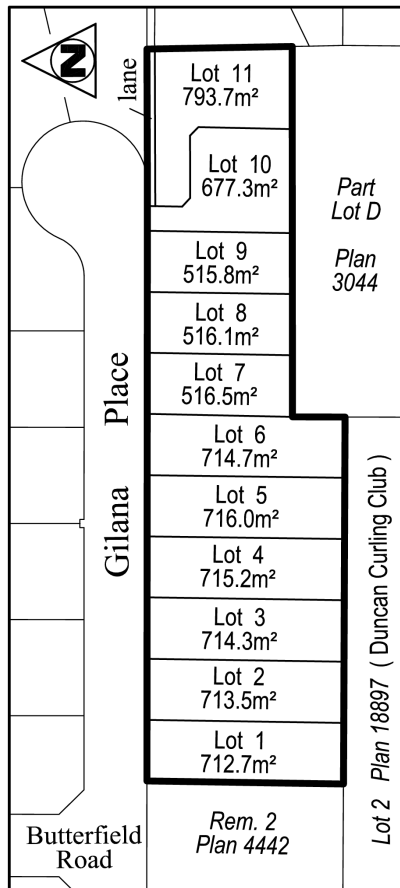 N
lane
Lot 11
793.7m²
Lot 10
677.3m²
Part
Lot D
Plan
3044
Lot 9
515.8m²
Lot 8
516.1m²
Lot 7
516.5m²
Gilana Place
Lot 6
714.7m²
Lot 5
716.0m²
Lot 4
715.2m²
Lot 3
714.3m²
Lot 2
713.5m²
Lot 1
712.7m²
Lot 2 Plan 18897 ( Duncan Curling Club )
Butterfield
Road
Rem. 2
Plan 4442